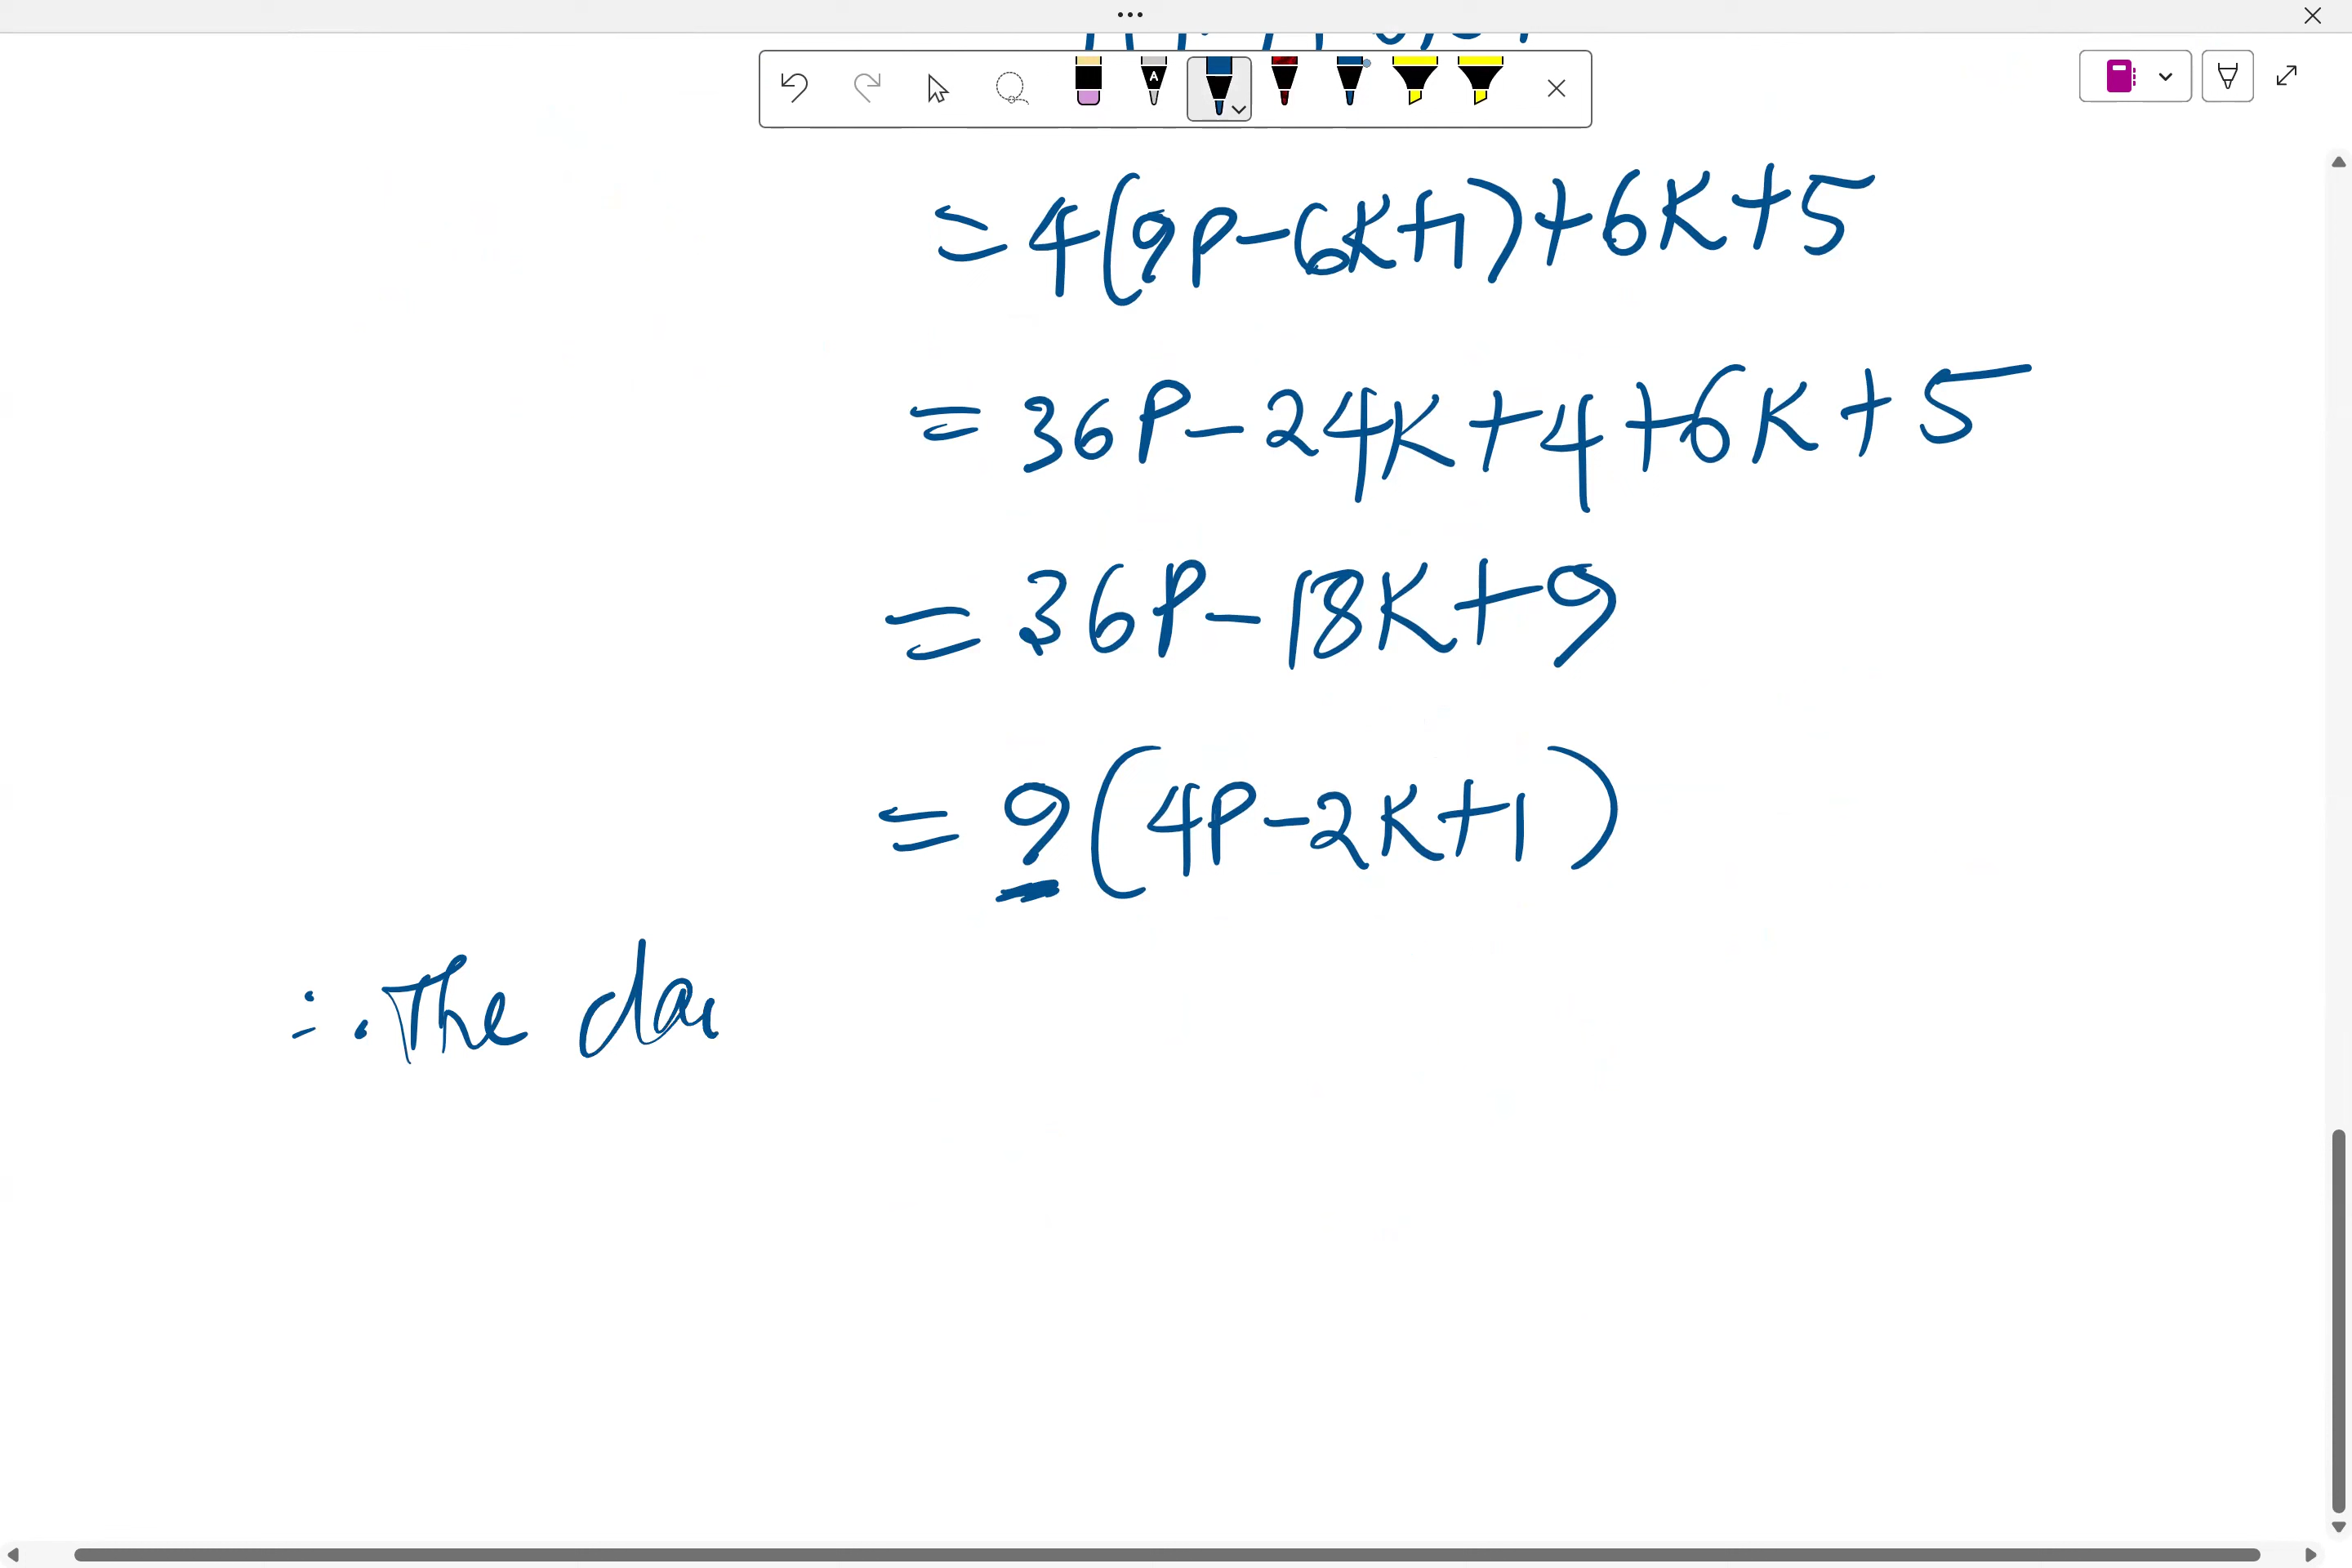 = 4(9P-6k+1)+6K+5
= 36P-24K+4+6K+5
= 36P-18K+9
= 9(4P-2K+1)
∴ The